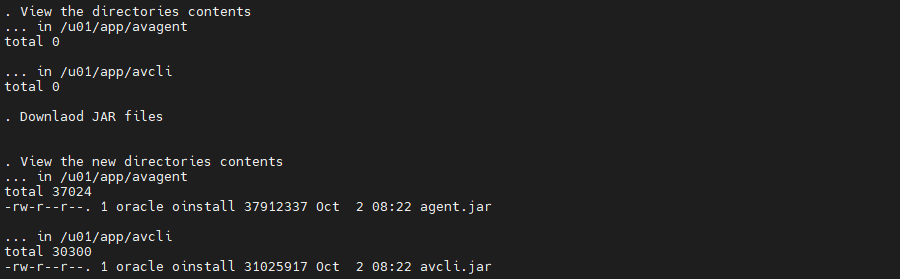 . View the directories contents
... in /u01/app/avagent
total 0
... in /u01/app/avcli
total 0
. Downlaod JAR files
. View the new directories contents
... in /u01/app/avagent
total 37024
-rw-r--r--. 1 oracle oinstall 37912337 Oct  2 08:22 agent.jar
... in /u01/app/avcli
total 30300
-rw-r--r--. 1 oracle oinstall 31025917 Oct  2 08:22 avcli.jar